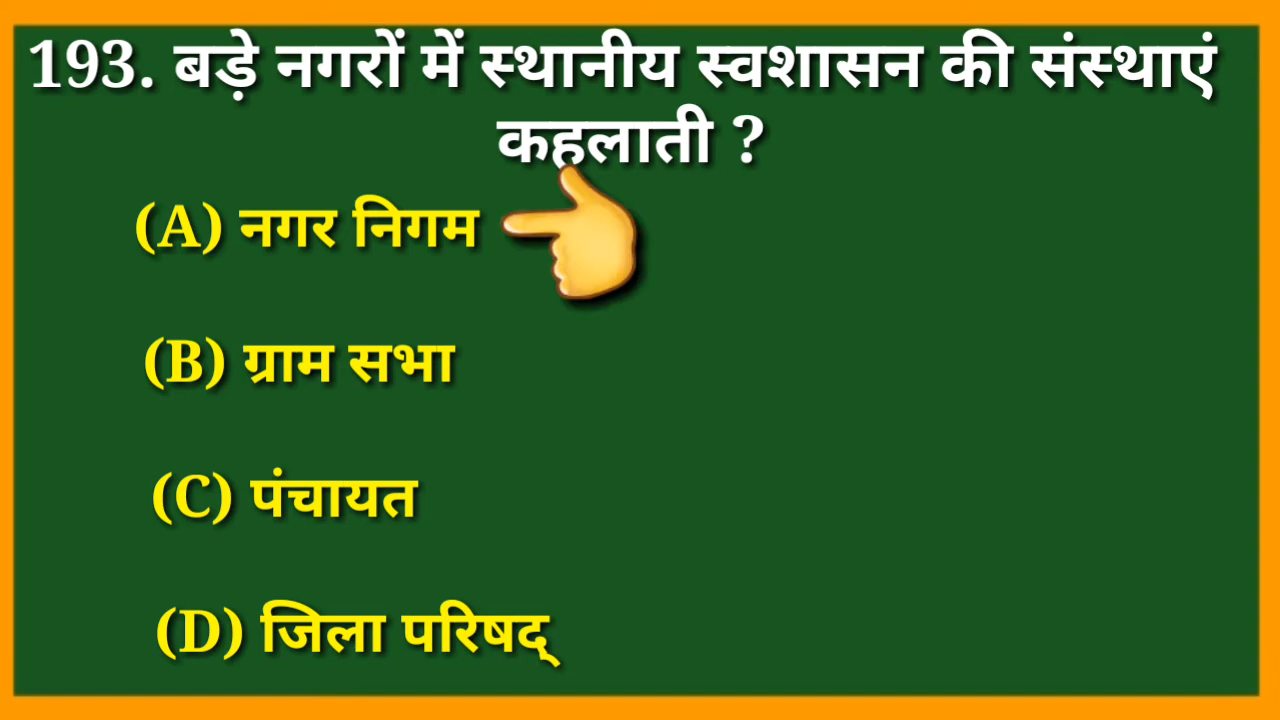 193. बड़े नगरों में स्थानीय स्वशासन की संस्थाएं
कहलाती ?
(A) नगर निगम
(B) ग्राम सभा
(C) पंचायत
(D) जिला परिषद्